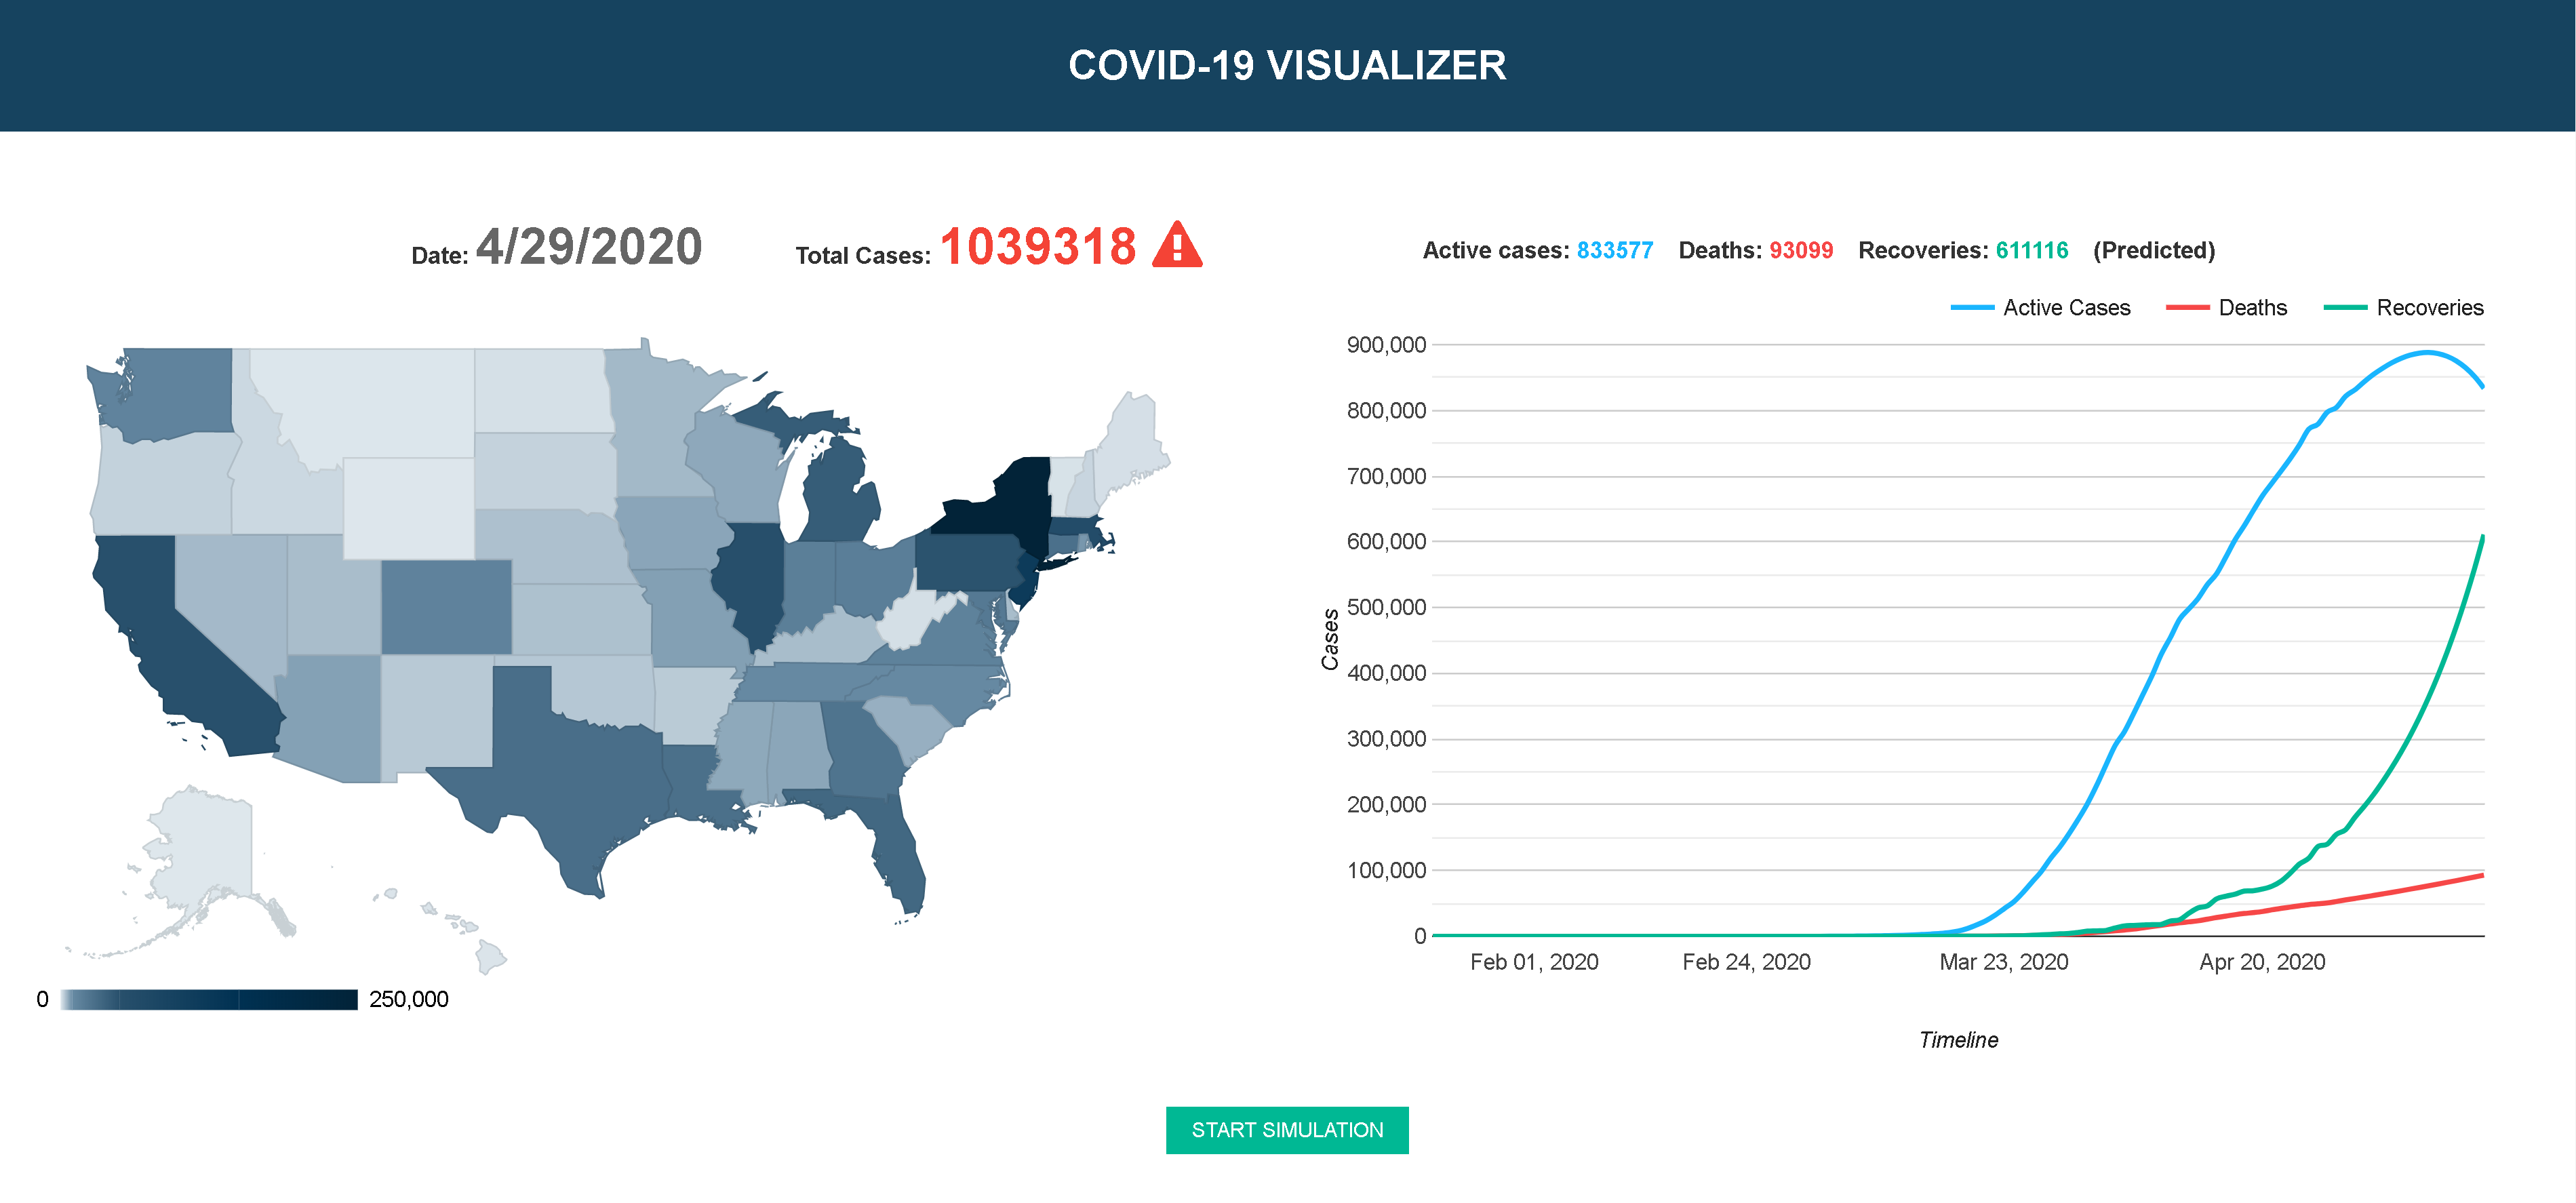 COVID-19 VISUALIZER
Date: 4/29/2020 Total Cases: 1039318
Active cases: 833577 Deaths: 93099 Recoveries: 611116 (Predicted)
Active Cases Deaths Recoveries
900,000
800,000
700,000
600,000
500,000
400,000
300,000
200,000
100,000
0
Cases
Feb 01, 2020 Feb 24, 2020 Mar 23, 2020 Apr 20, 2020
Timeline
0 250,000
START SIMULATION